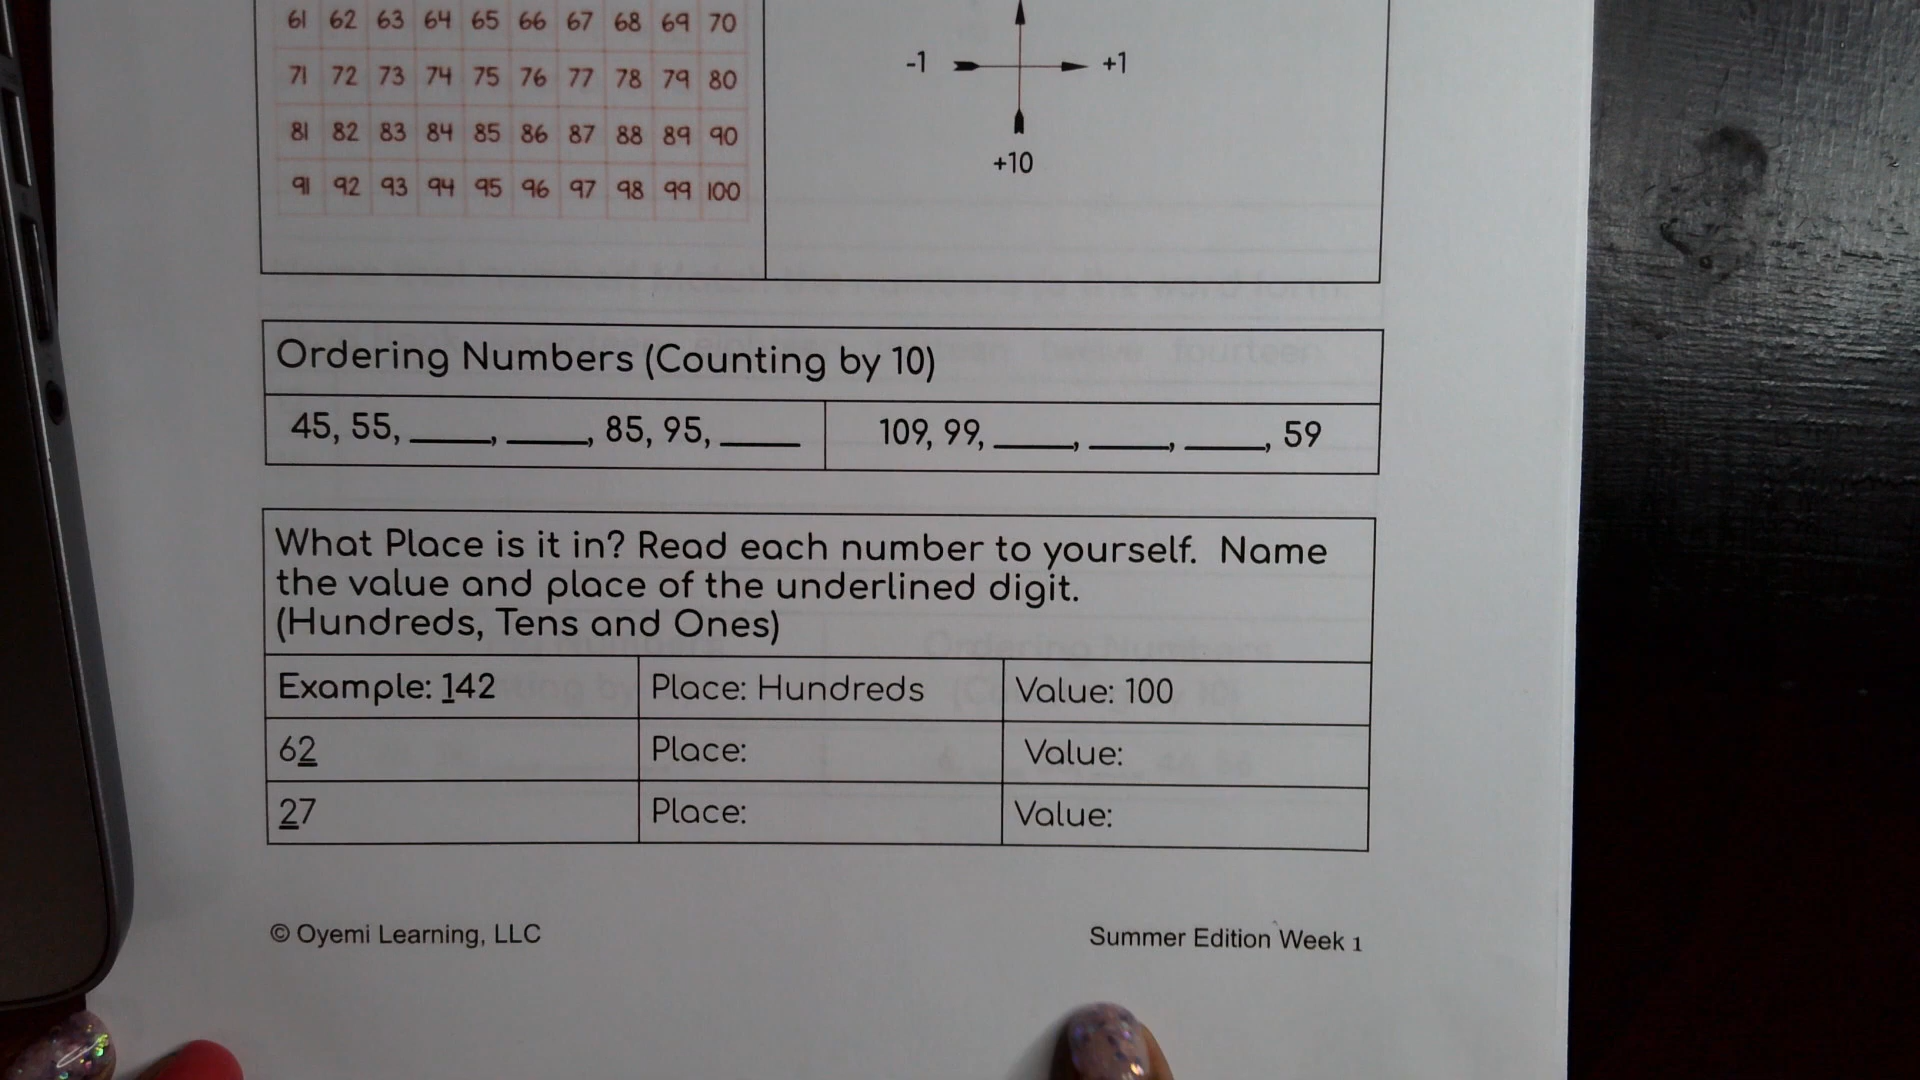 61 62 63 64 65 66 67 68 69 70
71 72 73 74 75 76 77 78 79 80
81 82 83 84 85 86 87 88 89 90
91 92 93 94 95 96 97 98 99 100
-1 +1
+10
Ordering Numbers (Counting by 10)
45, 55, ____, ____, 85, 95, ____
109, 99, ____, ____, ____, 59
What Place is it in? Read each number to yourself. Name
the value and place of the underlined digit.
(Hundreds, Tens and Ones)
Example: 142 Place: Hundreds Value: 100
62 Place: Value:
27 Place: Value:
© Oyemi Learning, LLC
Summer Edition Week 1